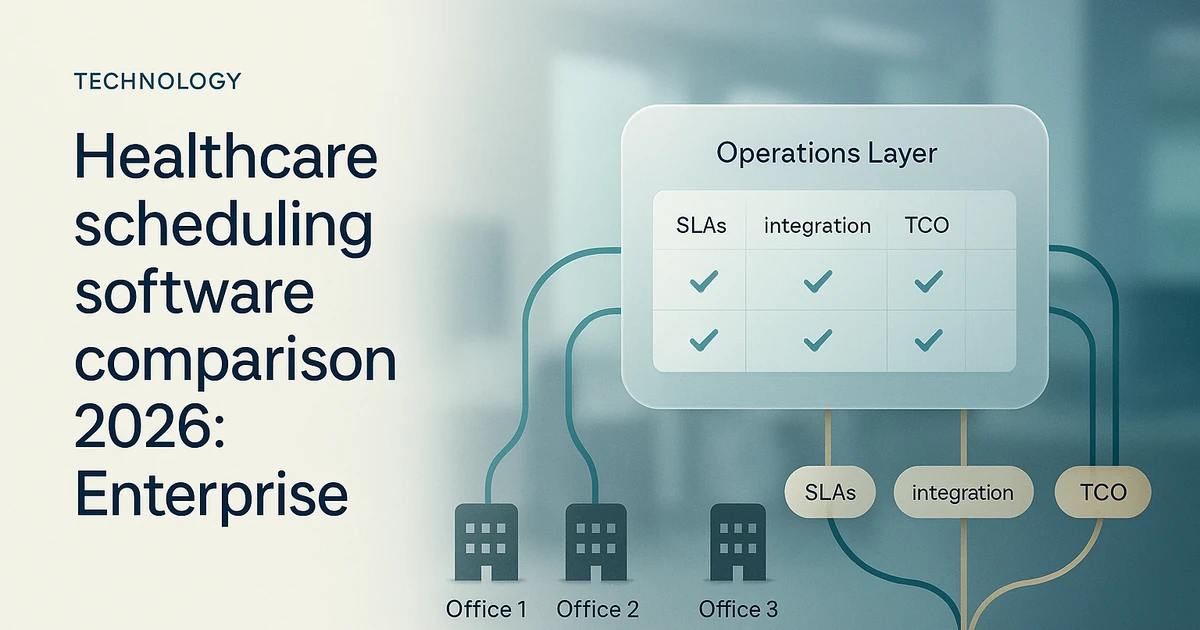 TECHNOLOGY
Healthcare
scheduling
software
comparison
2026:
Enterprise
Operations Layer
SLAs integration TCO
SLAs integration TCO
Office 1 Office 2 Office 3